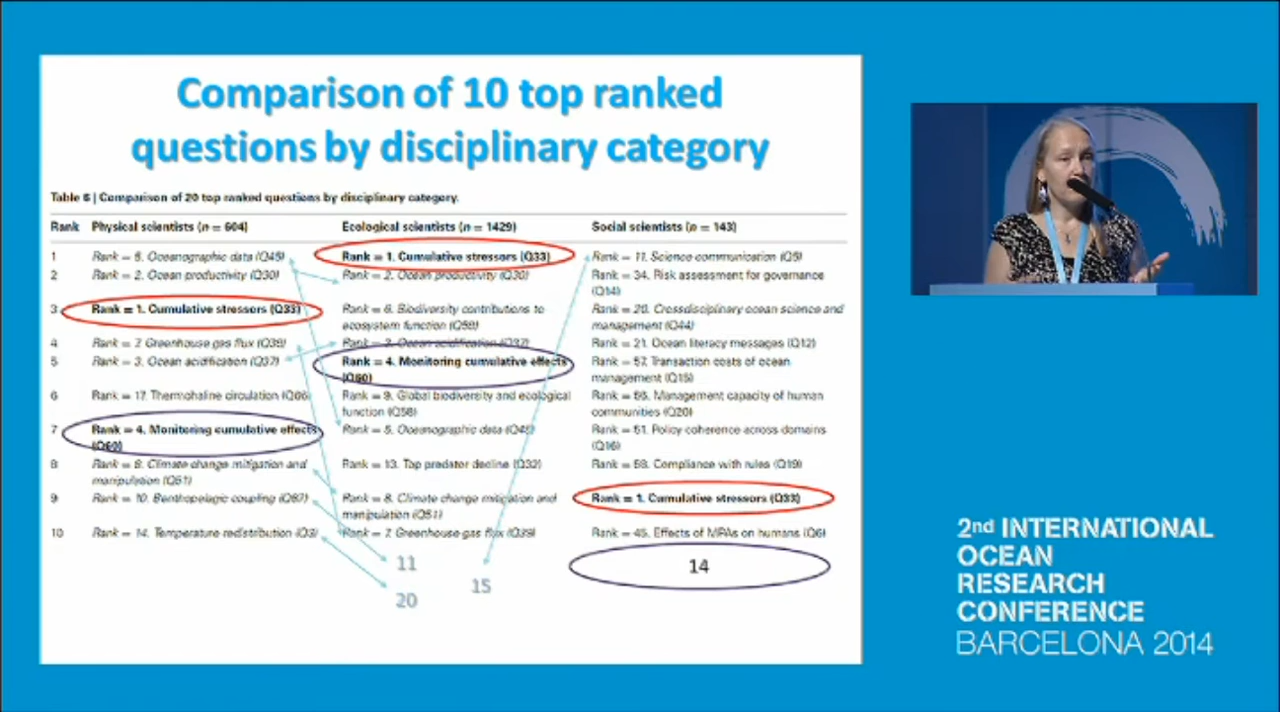 Comparison of 10 top ranked
questions by disciplinary category
Table 6 | Comparison of 20 top ranked questions by disciplinary category.
Rank Physical scientists (n = 604) Ecological scientists (n = 1429) Social scientists (n = 143)
1 Rank = 5. Oceanographic data (Q45) Rank = 1. Cumulative stressors (Q33) Rank = 11. Science communication (Q5)
2 Rank = 2. Ocean productivity (Q30) Rank = 2. Ocean productivity (Q30) Rank = 34. Risk assessment for governance
(Q14)
3 Rank = 1. Cumulative stressors (Q33) Rank = 6. Biodiversity contributions to Rank = 20. Crossdisciplinary ocean science and
ecosystem function (Q59) management (Q44)
4 Rank = 7. Greenhouse gas flux (Q39) Rank = 3. Ocean acidification (Q37) Rank = 21. Ocean literacy messages (Q12)
5 Rank = 3. Ocean acidification (Q37) Rank = 4. Monitoring cumulative effects Rank = 57. Transaction costs of ocean
(Q60) management (Q15)
6 Rank = 17. Thermohaline circulation (Q66) Rank = 9. Global biodiversity and ecological Rank = 56. Management capacity of human
function (Q58) communities (Q20)
7 Rank = 4. Monitoring cumulative effects Rank = 5. Oceanographic data (Q45) Rank = 51. Policy coherence across domains
(Q60) (Q16)
8 Rank = 8. Climate change mitigation and Rank = 13. Top predator decline (Q32) Rank = 58. Compliance with rules (Q19)
manipulation (Q51)
9 Rank = 10. Benthopelagic coupling (Q67) Rank = 8. Climate change mitigation and Rank = 1. Cumulative stressors (Q33)
manipulation (Q51)
10 Rank = 14. Temperature redistribution (Q3) Rank = 7. Greenhouse gas flux (Q39) Rank = 45. Effects of MPAs on humans (Q6)
11
14
15
20
2nd INTERNATIONAL
OCEAN
RESEARCH
CONFERENCE
BARCELONA 2014